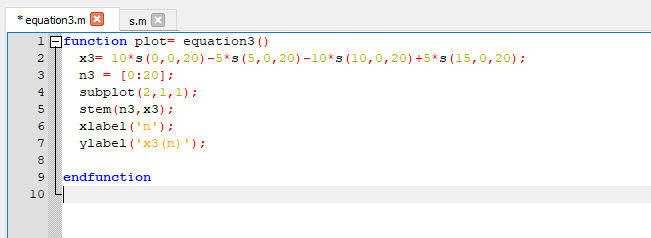 * equation3.m s.m
1 function plot= equation3()
2 x3= 10*s(0,0,20)-5*s(5,0,20)-10*s(10,0,20)+5*s(15,0,20);
3 n3 = [0:20];
4 subplot(2,1,1);
5 stem(n3,x3);
6 xlabel('n');
7 ylabel('x3(n)');
8
9 endfunction
10